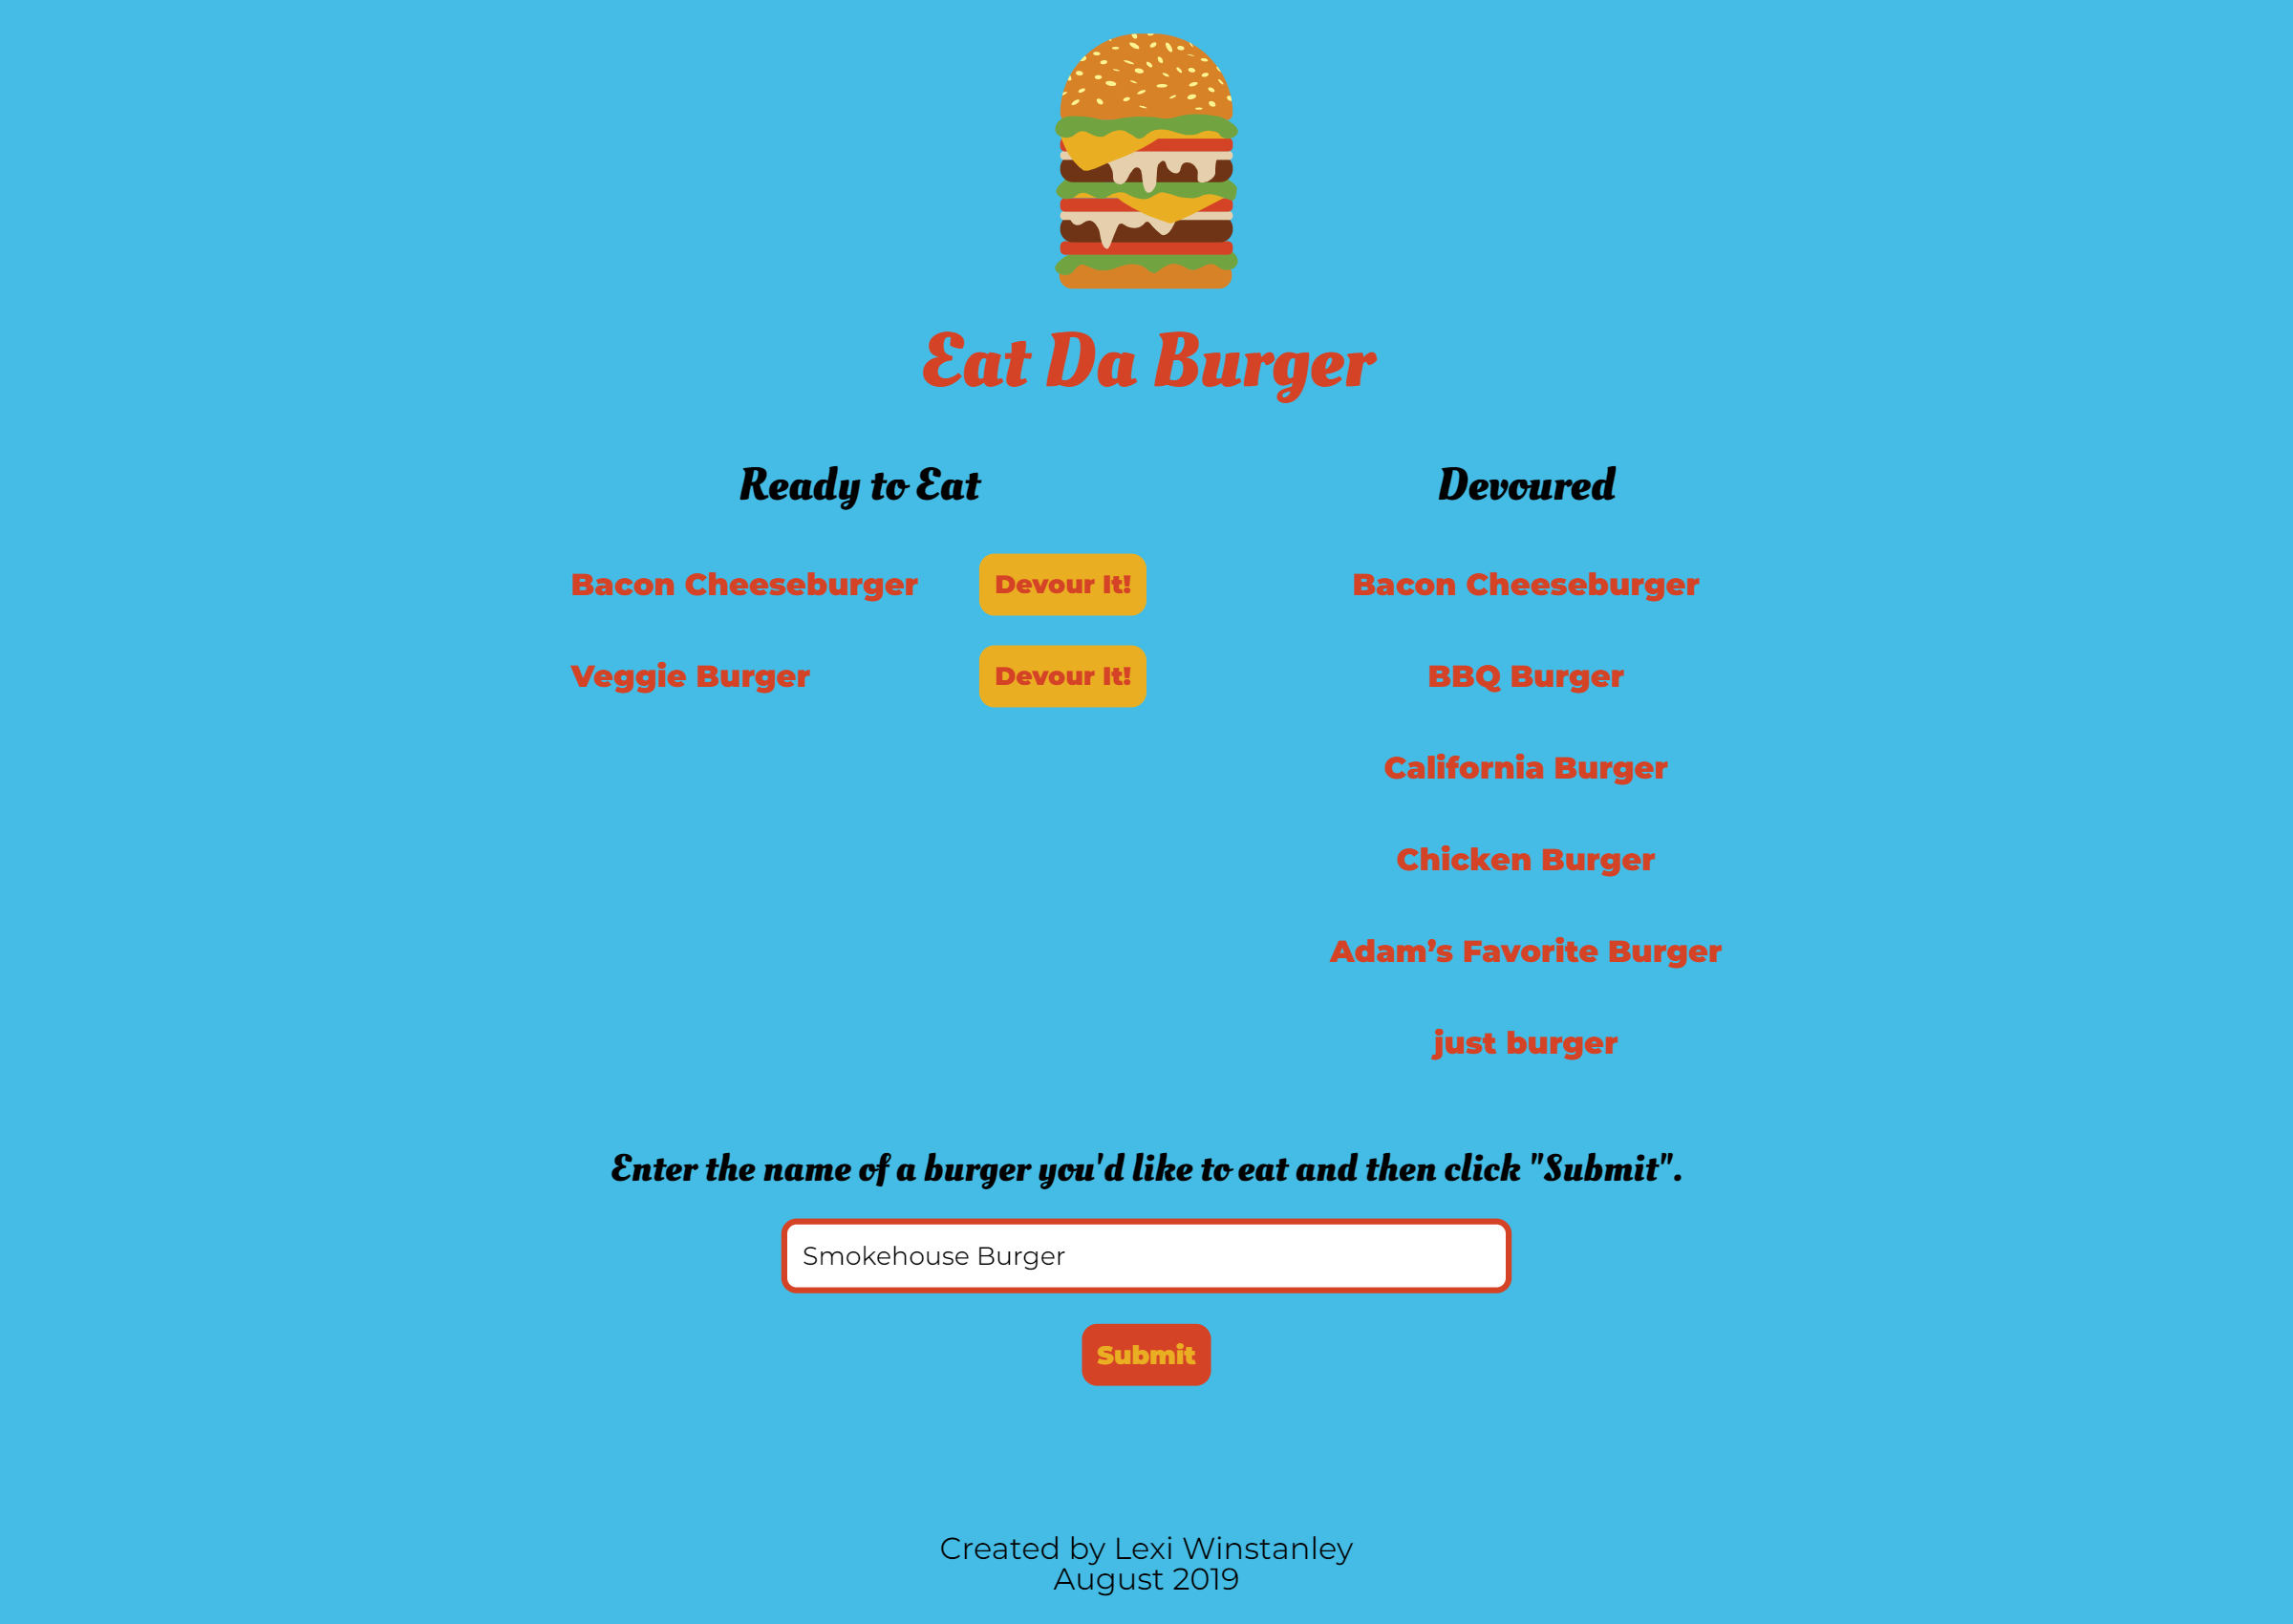 Eat Da Burger
Ready to Eat
Bacon Cheeseburger Devour It!
Veggie Burger Devour It!
Devoured
Bacon Cheeseburger
BBQ Burger
California Burger
Chicken Burger
Adam’s Favorite Burger
just burger
Enter the name of a burger you'd like to eat and then click "Submit".
Smokehouse Burger
Submit
Created by Lexi Winstanley
August 2019